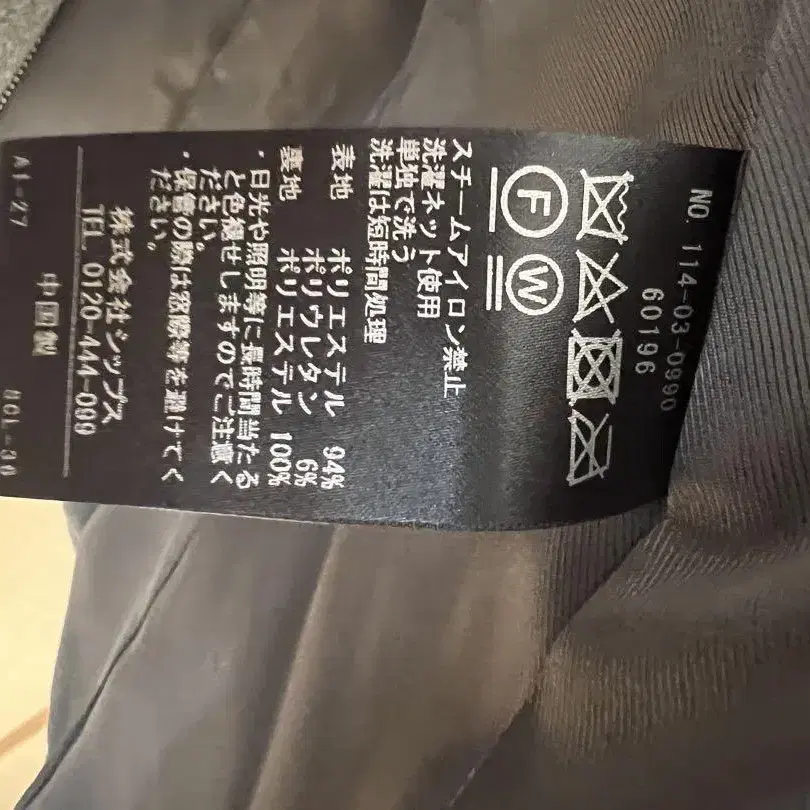 NO. 114-03-0990
60196
F W
スチームアイロン禁止
洗濯ネット使用
単独で洗う
洗濯は短時間処理
表地 ポリエステル 94%
ポリウレタン 6%
裏地 ポリエステル 100%
・日光や照明等に長時間当たる
と色褪せしますのでご注意く
ださい。
・保管の際は窓際等を避けてく
ださい。
株式会社シップス
TEL 0120-444-099
中国製
A1-27